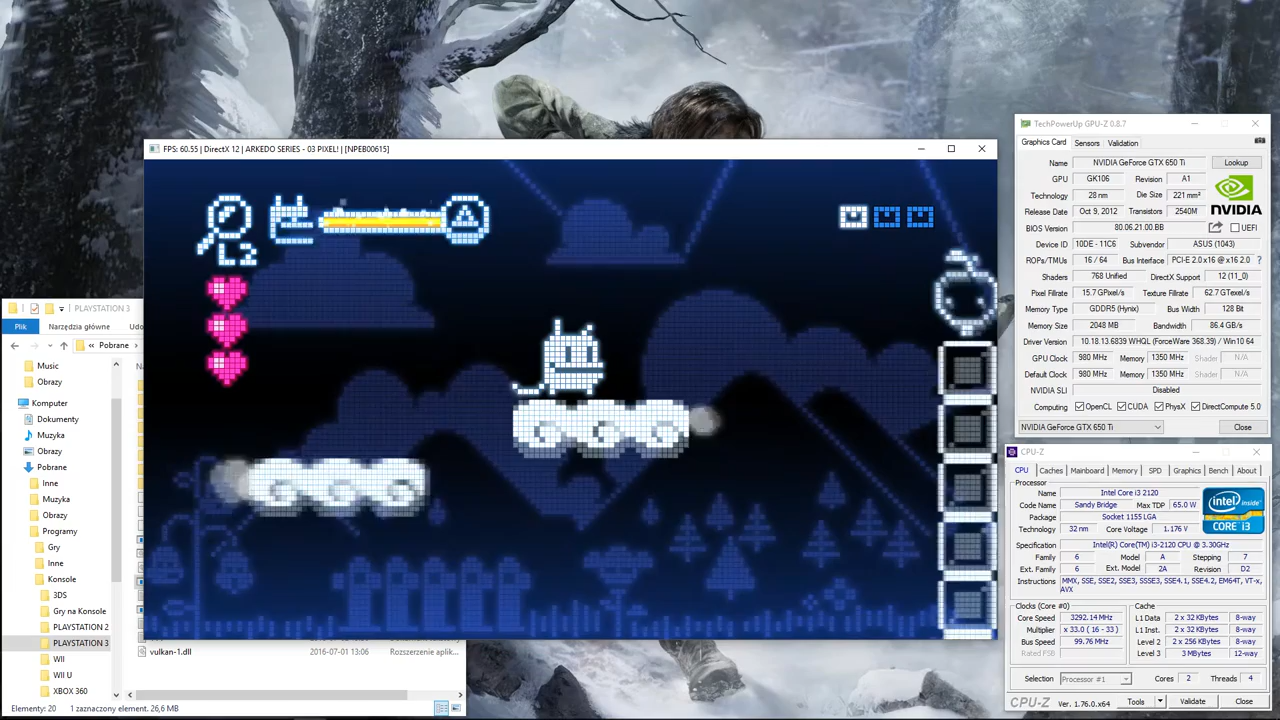 FPS: 60.55 | DirectX 12 | ARKEDO SERIES - 03 PIXEL! | [NPEB00615]
L2
PLAYSTATION 3
Plik
Narzędzia główne
Pobrane
Music
Obrazy
Komputer
Dokumenty
Muzyka
Obrazy
Pobrane
Inne
Muzyka
Obrazy
Programy
Gry
Inne
Konsole
3DS
Gry na Konsole
PLAYSTATION 2
PLAYSTATION 3
WII
WII U
XBOX 360
vulkan-1.dll 2016-07-01 13:06 Rozszerzenie aplik...
Elementy: 20 1 zaznaczony element. 26,6 MB
TechPowerUp GPU-Z 0.8.7
Graphics Card Sensors Validation
Name NVIDIA GeForce GTX 650 Ti Lookup
GPU GK106 Revision A1
Technology 28 nm Die Size 221 mm²
Release Date Oct 9, 2012 Transistors 2540M
NVIDIA
BIOS Version 80.06.21.00.BB UEFI
Device ID 10DE - 11C6 Subvendor ASUS (1043)
ROPs/TMUs 16 / 64 Bus Interface PCI-E 2.0 x16 @ x16 2.0 ?
Shaders 768 Unified DirectX Support 12 (11_0)
Pixel Fillrate 15.7 GPixel/s Texture Fillrate 62.7 GTexel/s
Memory Type GDDR5 (Hynix) Bus Width 128 Bit
Memory Size 2048 MB Bandwidth 86.4 GB/s
Driver Version 10.18.13.6839 WHQL (ForceWare 368.39) / Win10 64
GPU Clock 980 MHz Memory 1350 MHz Shader N/A
Default Clock 980 MHz Memory 1350 MHz Shader N/A
NVIDIA SLI Disabled
Computing OpenCL CUDA PhysX DirectCompute 5.0
NVIDIA GeForce GTX 650 Ti Close
CPU-Z
CPU Caches Mainboard Memory SPD Graphics Bench About
Processor
Name Intel Core i3 2120
Code Name Sandy Bridge Max TDP 65.0 W
Package Socket 1155 LGA
Technology 32 nm Core Voltage 1.176 V
intel inside™
CORE i3
Specification Intel(R) Core(TM) i3-2120 CPU @ 3.30GHz
Family 6 Model A Stepping 7
Ext. Family 6 Ext. Model 2A Revision D2
Instructions MMX, SSE, SSE2, SSE3, SSSE3, SSE4.1, SSE4.2, EM64T, VT-x,
AVX
Clocks (Core #0) Cache
Core Speed 3292.14 MHz L1 Data 2 x 32 KBytes 8-way
Multiplier x 33.0 ( 16 - 33 ) L1 Inst. 2 x 32 KBytes 8-way
Bus Speed 99.76 MHz Level 2 2 x 256 KBytes 8-way
Rated FSB Level 3 3 MBytes 12-way
Selection Processor #1 Cores 2 Threads 4
CPU-Z Ver. 1.76.0.x64 Tools Validate Close